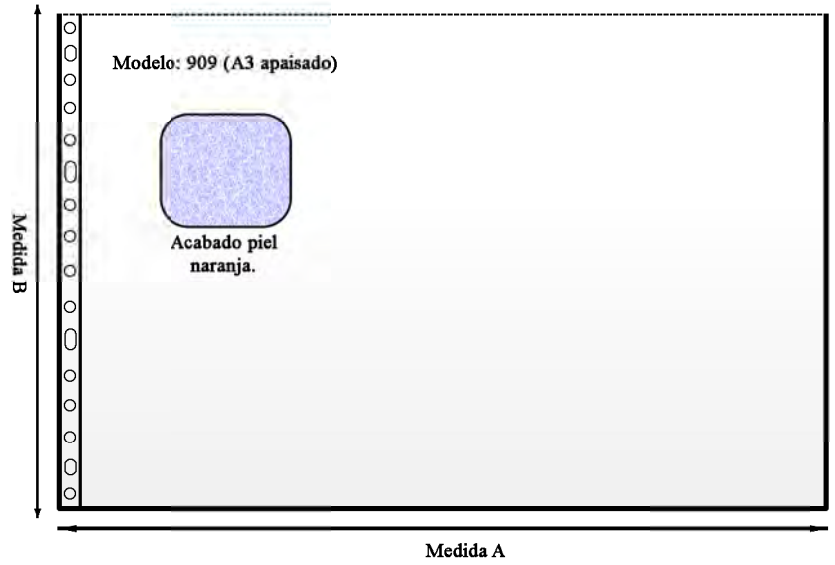 Modelo: 909 (A3 apaisado)
Acabado piel
naranja.
Medida B
Medida A